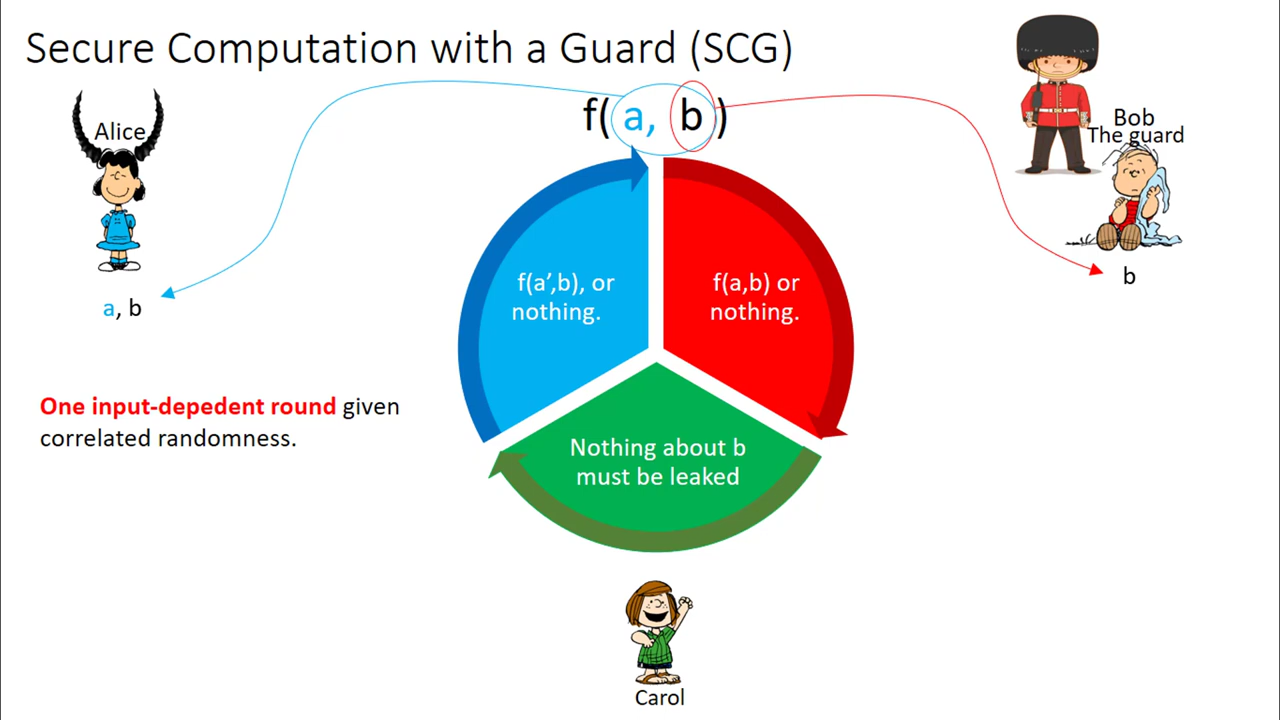 Secure Computation with a Guard (SCG)
f( a, b )
Alice
Bob
The guard
a, b
b
f(a’,b), or
nothing.
f(a,b) or
nothing.
One input-depedent round given
correlated randomness.
Nothing about b
must be leaked
Carol